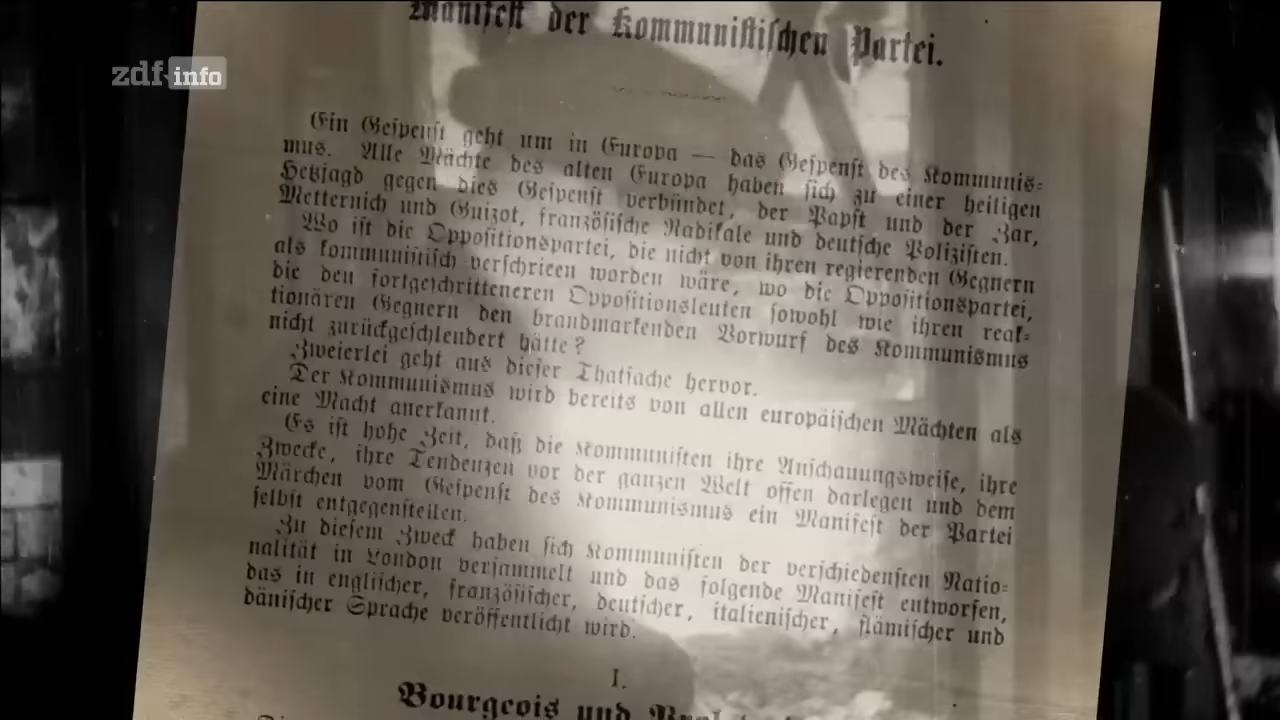 zdf info
Manifest der Kommunistischen Partei.
Ein Gespenst geht um in Europa — das Gespenst des Kommunis-
mus. Alle Mächte des alten Europa haben sich zu einer heiligen
Hetzjagd gegen dies Gespenst verbündet, der Papst und der Zar,
Metternich und Guizot, französische Radikale und deutsche Polizisten.
Wo ist die Oppositionspartei, die nicht von ihren regierenden Gegnern
als kommunistisch verschrieen worden wäre, wo die Oppositionspartei,
die den fortgeschritteneren Oppositionsleuten sowohl wie ihren reak-
tionären Gegnern den brandmarkenden Vorwurf des Kommunismus
nicht zurückgeschleudert hätte?
Zweierlei geht aus dieser Thatsache hervor.
Der Kommunismus wird bereits von allen europäischen Mächten als
eine Macht anerkannt.
Es ist hohe Zeit, daß die Kommunisten ihre Anschauungsweise, ihre
Zwecke, ihre Tendenzen vor der ganzen Welt offen darlegen und dem
Märchen vom Gespenst des Kommunismus ein Manifest der Partei
selbst entgegenstellen.
Zu diesem Zweck haben sich Kommunisten der verschiedensten Natio-
nalität in London versammelt und das folgende Manifest entworfen,
das in englischer, französischer, deutscher, italienischer, flämischer und
dänischer Sprache veröffentlicht wird.
I.
Bourgeois und